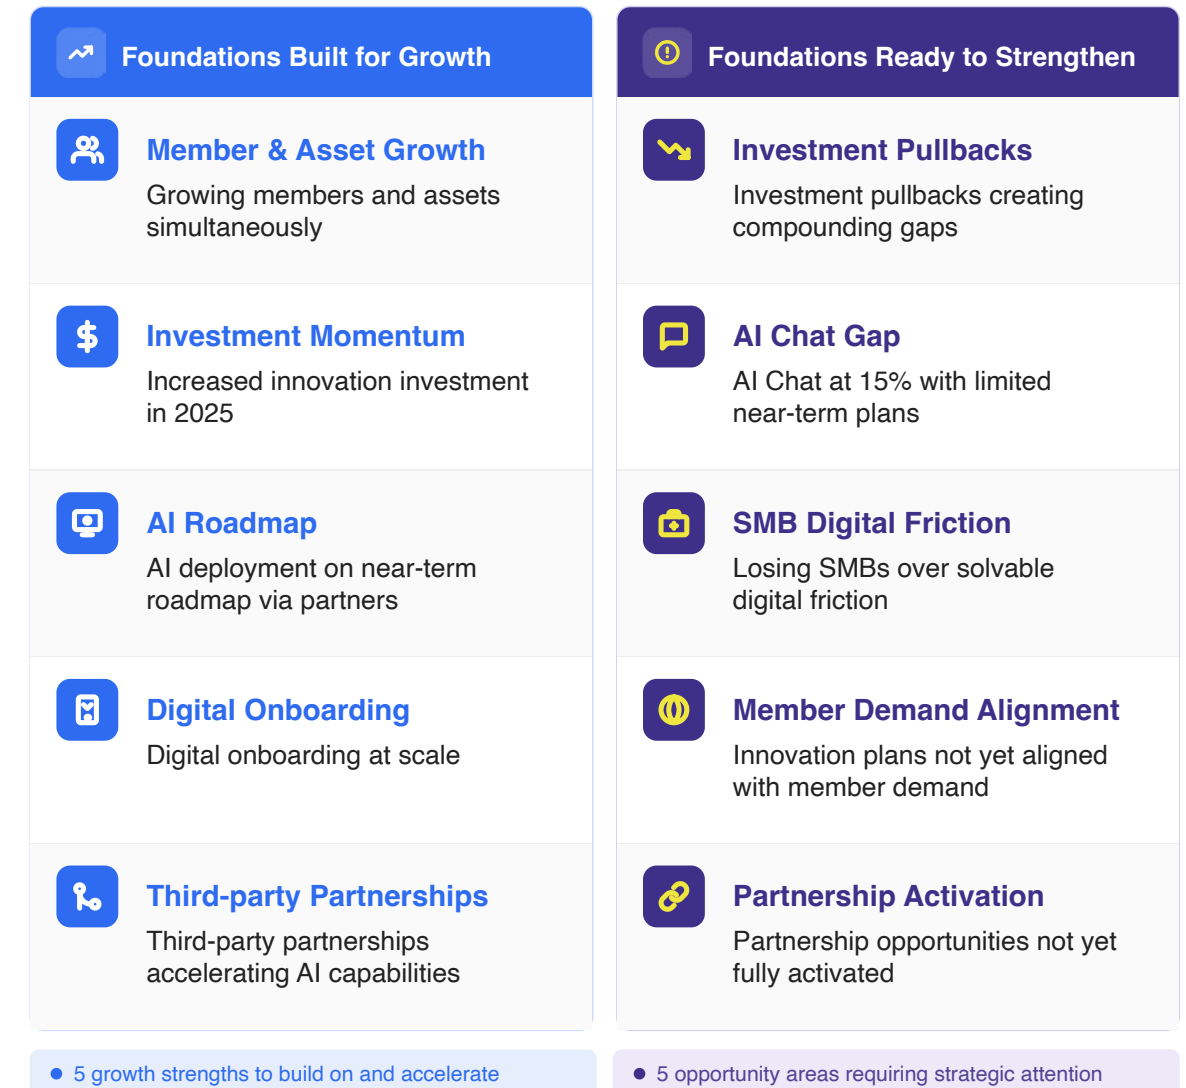 Foundations Built for Growth
Member & Asset Growth
Growing members and assets
simultaneously
Investment Momentum
Increased innovation investment
in 2025
AI Roadmap
AI deployment on near-term
roadmap via partners
Digital Onboarding
Digital onboarding at scale
Third-party Partnerships
Third-party partnerships
accelerating AI capabilities
5 growth strengths to build on and accelerate
Foundations Ready to Strengthen
Investment Pullbacks
Investment pullbacks creating
compounding gaps
AI Chat Gap
AI Chat at 15% with limited
near-term plans
SMB Digital Friction
Losing SMBs over solvable
digital friction
Member Demand Alignment
Innovation plans not yet aligned
with member demand
Partnership Activation
Partnership opportunities not yet
fully activated
5 opportunity areas requiring strategic attention